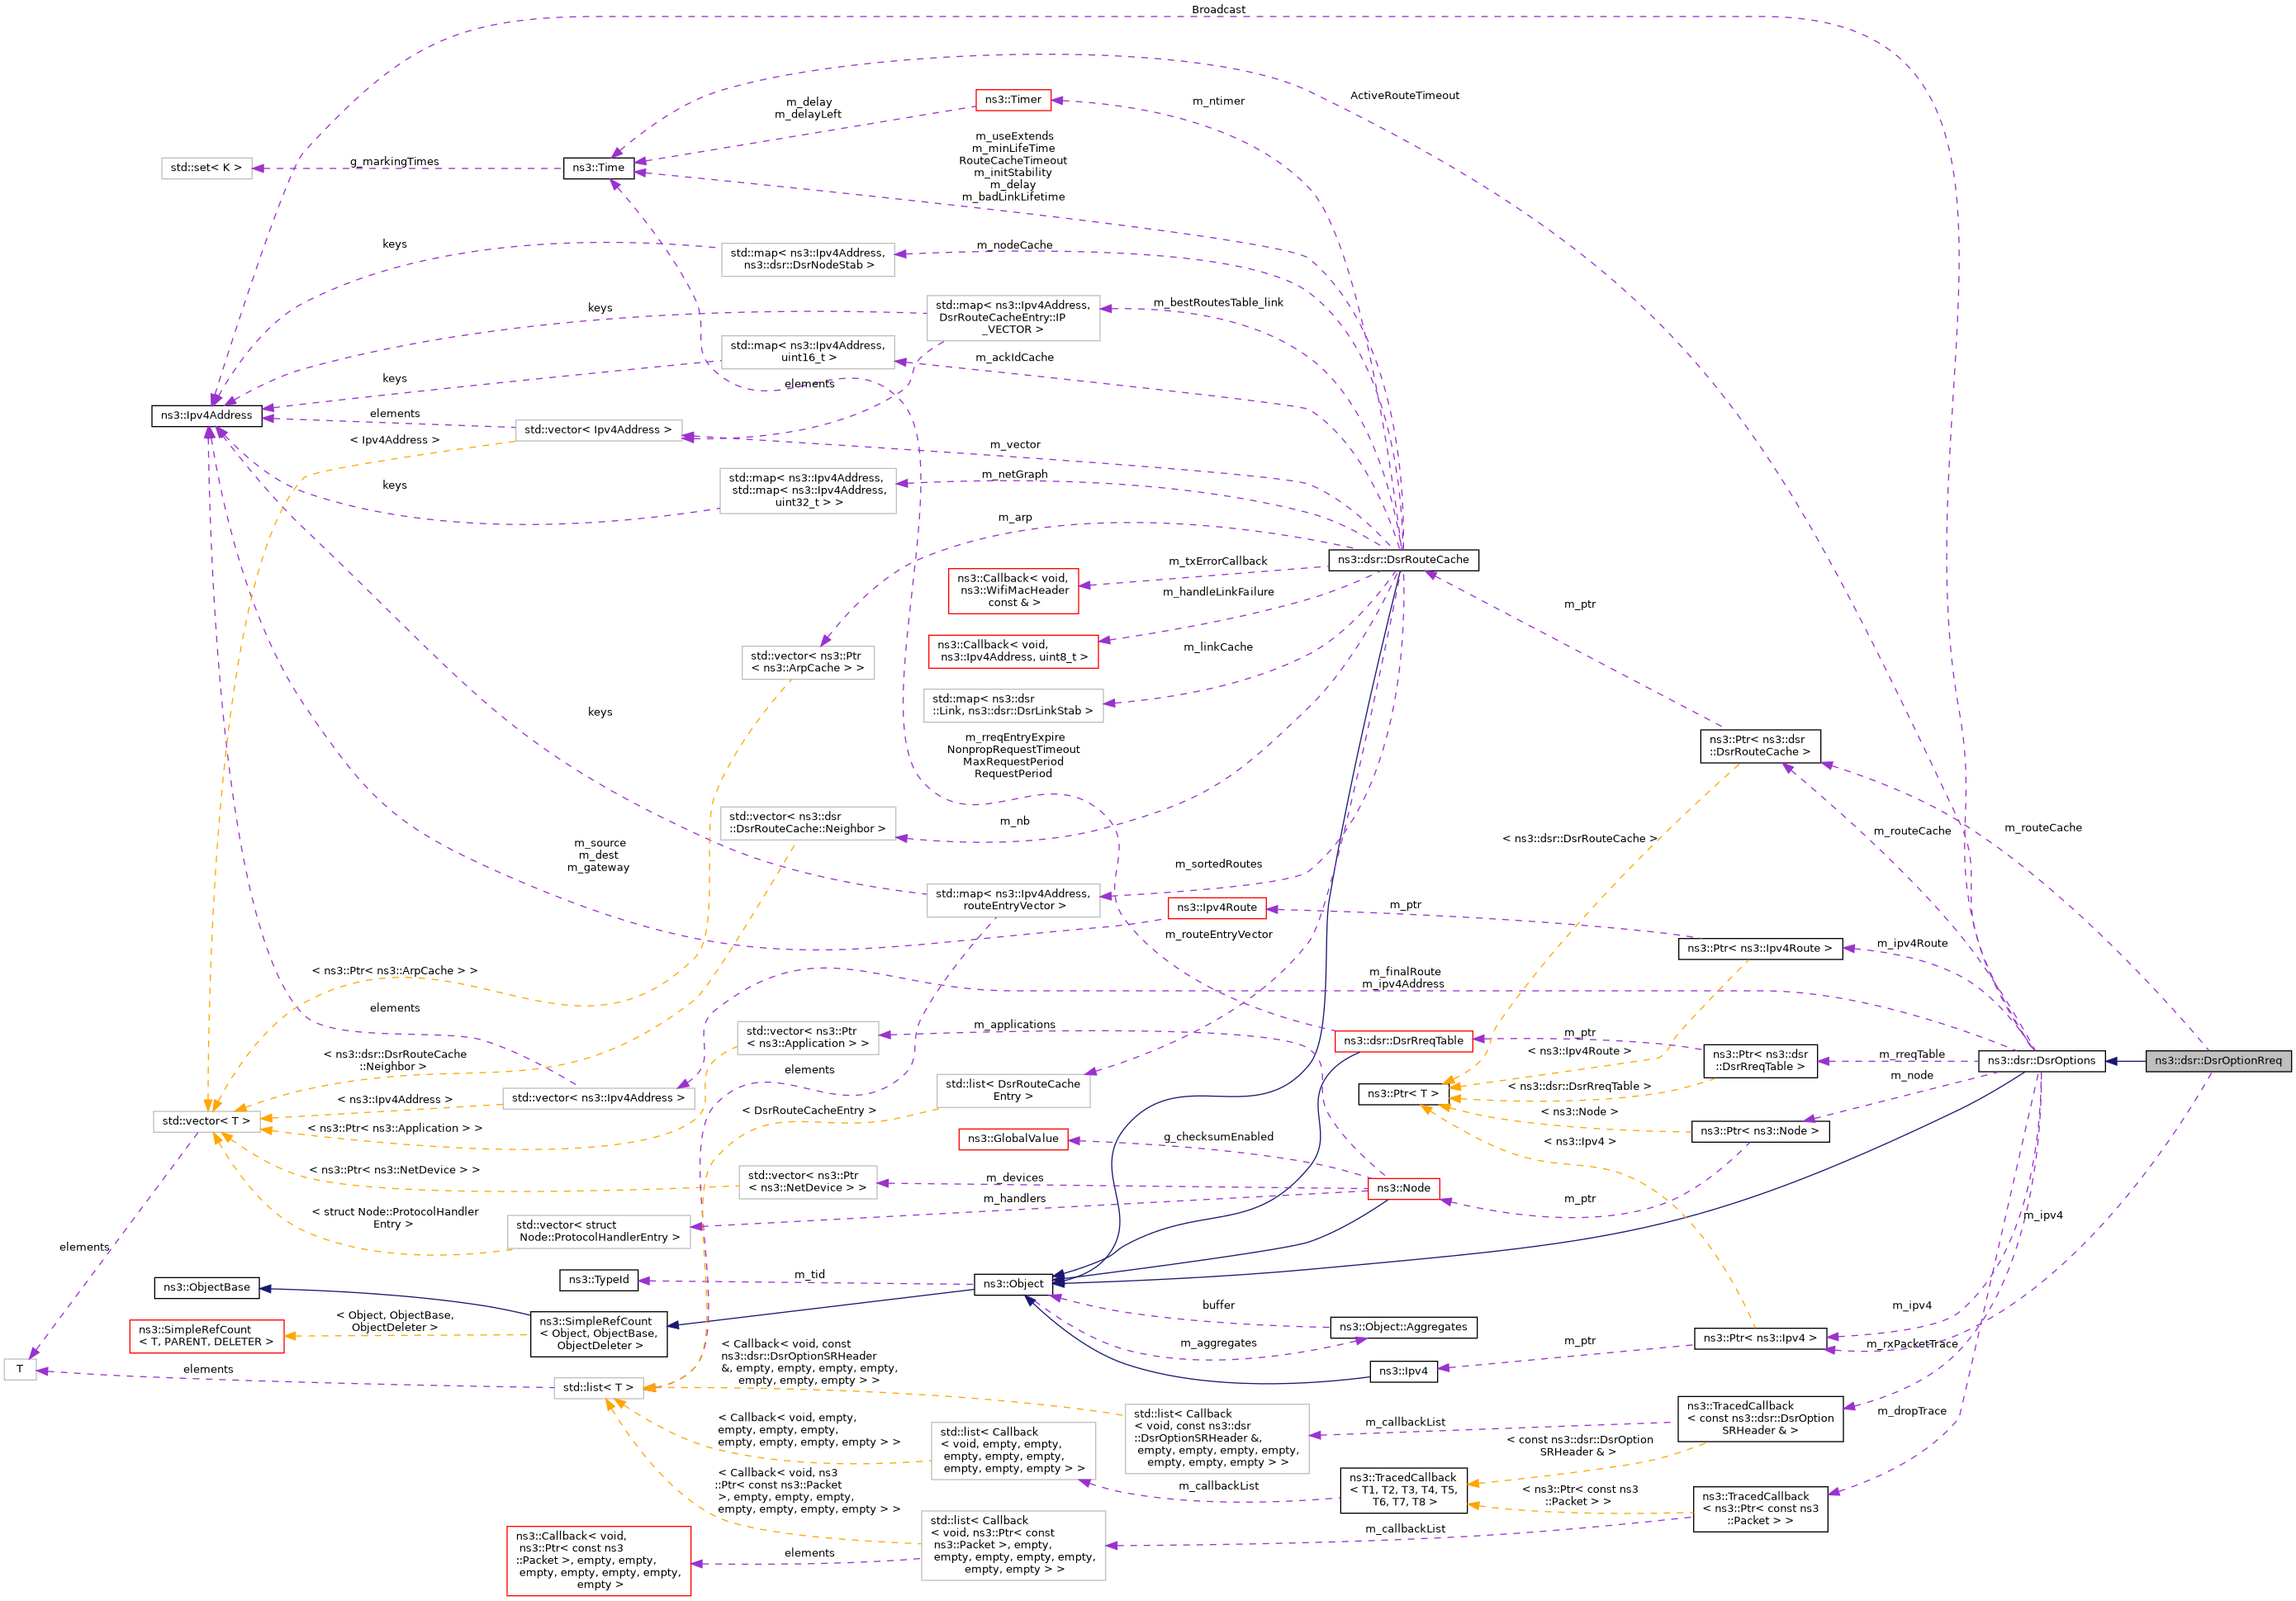 Broadcast
ActiveRouteTimeout
m_delay
m_delayLeft
ns3::Timer
m_ntimer
m_useExtends
m_minLifeTime
RouteCacheTimeout
m_initStability
m_delay
m_badLinkLifetime
std::set< K >
g_markingTimes
ns3::Time
keys
std::map< ns3::Ipv4Address,
ns3::dsr::DsrNodeStab >
m_nodeCache
keys
std::map< ns3::Ipv4Address,
DsrRouteCacheEntry::IP
_VECTOR >
m_bestRoutesTable_link
std::map< ns3::Ipv4Address,
uint16_t >
m_ackIdCache
keys
elements
ns3::Ipv4Address
elements
std::vector< Ipv4Address >
< Ipv4Address >
m_vector
keys
std::map< ns3::Ipv4Address,
std::map< ns3::Ipv4Address,
uint32_t > >
m_netGraph
m_arp
ns3::dsr::DsrRouteCache
m_txErrorCallback
ns3::Callback< void,
ns3::WifiMacHeader
const & >
m_handleLinkFailure
m_ptr
ns3::Callback< void,
ns3::Ipv4Address, uint8_t >
m_linkCache
std::vector< ns3::Ptr
< ns3::ArpCache > >
std::map< ns3::dsr
::Link, ns3::dsr::DsrLinkStab >
keys
m_rreqEntryExpire
NonpropRequestTimeout
MaxRequestPeriod
RequestPeriod
ns3::Ptr< ns3::dsr
::DsrRouteCache >
std::vector< ns3::dsr
::DsrRouteCache::Neighbor >
m_nb
< ns3::dsr::DsrRouteCache >
m_routeCache
m_routeCache
m_source
m_dest
m_gateway
m_sortedRoutes
std::map< ns3::Ipv4Address,
routeEntryVector >
ns3::Ipv4Route
m_ptr
m_routeEntryVector
ns3::Ptr< ns3::Ipv4Route >
m_ipv4Route
< ns3::Ptr< ns3::ArpCache > >
m_finalRoute
m_ipv4Address
elements
std::vector< ns3::Ptr
< ns3::Application > >
m_applications
ns3::dsr::DsrRreqTable
m_ptr
< ns3::Ipv4Route >
ns3::Ptr< ns3::dsr
::DsrRreqTable >
m_rreqTable
ns3::dsr::DsrOptions
ns3::dsr::DsrOptionRreq
< ns3::dsr::DsrRouteCache
::Neighbor >
elements
m_node
std::list< DsrRouteCache
Entry >
< ns3::dsr::DsrRreqTable >
ns3::Ptr< T >
< ns3::Ipv4Address >
std::vector< ns3::Ipv4Address >
< DsrRouteCacheEntry >
< ns3::Node >
std::vector< T >
< ns3::Ptr< ns3::Application > >
ns3::GlobalValue
g_checksumEnabled
< ns3::Ipv4 >
ns3::Ptr< ns3::Node >
< ns3::Ptr< ns3::NetDevice > >
std::vector< ns3::Ptr
< ns3::NetDevice > >
m_devices
m_handlers
ns3::Node
m_ptr
m_ipv4
< struct Node::ProtocolHandler
Entry >
std::vector< struct
Node::ProtocolHandlerEntry >
elements
ns3::ObjectBase
ns3::TypeId
m_tid
ns3::Object
buffer
m_ipv4
< Object, ObjectBase,
ObjectDeleter >
ns3::SimpleRefCount
< T, PARENT, DELETER >
ns3::SimpleRefCount
< Object, ObjectBase,
ObjectDeleter >
ns3::Object::Aggregates
m_aggregates
m_ptr
ns3::Ptr< ns3::Ipv4 >
m_rxPacketTrace
T
elements
ns3::Ipv4
std::list< T >
< Callback< void, const
ns3::dsr::DsrOptionSRHeader
&, empty, empty, empty, empty,
empty, empty, empty > >
ns3::TracedCallback
< const ns3::dsr::DsrOption
SRHeader & >
m_dropTrace
std::list< Callback
< void, const ns3::dsr
::DsrOptionSRHeader &,
empty, empty, empty, empty,
empty, empty, empty > >
m_callbackList
< Callback< void, empty,
empty, empty, empty,
empty, empty, empty, empty > >
std::list< Callback
< void, empty, empty,
empty, empty, empty,
empty, empty, empty > >
< const ns3::dsr::DsrOption
SRHeader & >
ns3::TracedCallback
< T1, T2, T3, T4, T5,
T6, T7, T8 >
m_callbackList
< ns3::Ptr< const ns3
::Packet > >
ns3::TracedCallback
< ns3::Ptr< const ns3
::Packet > >
< Callback< void, ns3
::Ptr< const ns3::Packet
>, empty, empty, empty,
empty, empty, empty, empty > >
std::list< Callback
< void, ns3::Ptr< const
ns3::Packet >, empty,
empty, empty, empty, empty,
empty, empty > >
m_callbackList
elements
ns3::Callback< void,
ns3::Ptr< const ns3
::Packet >, empty, empty,
empty, empty, empty, empty,
empty >